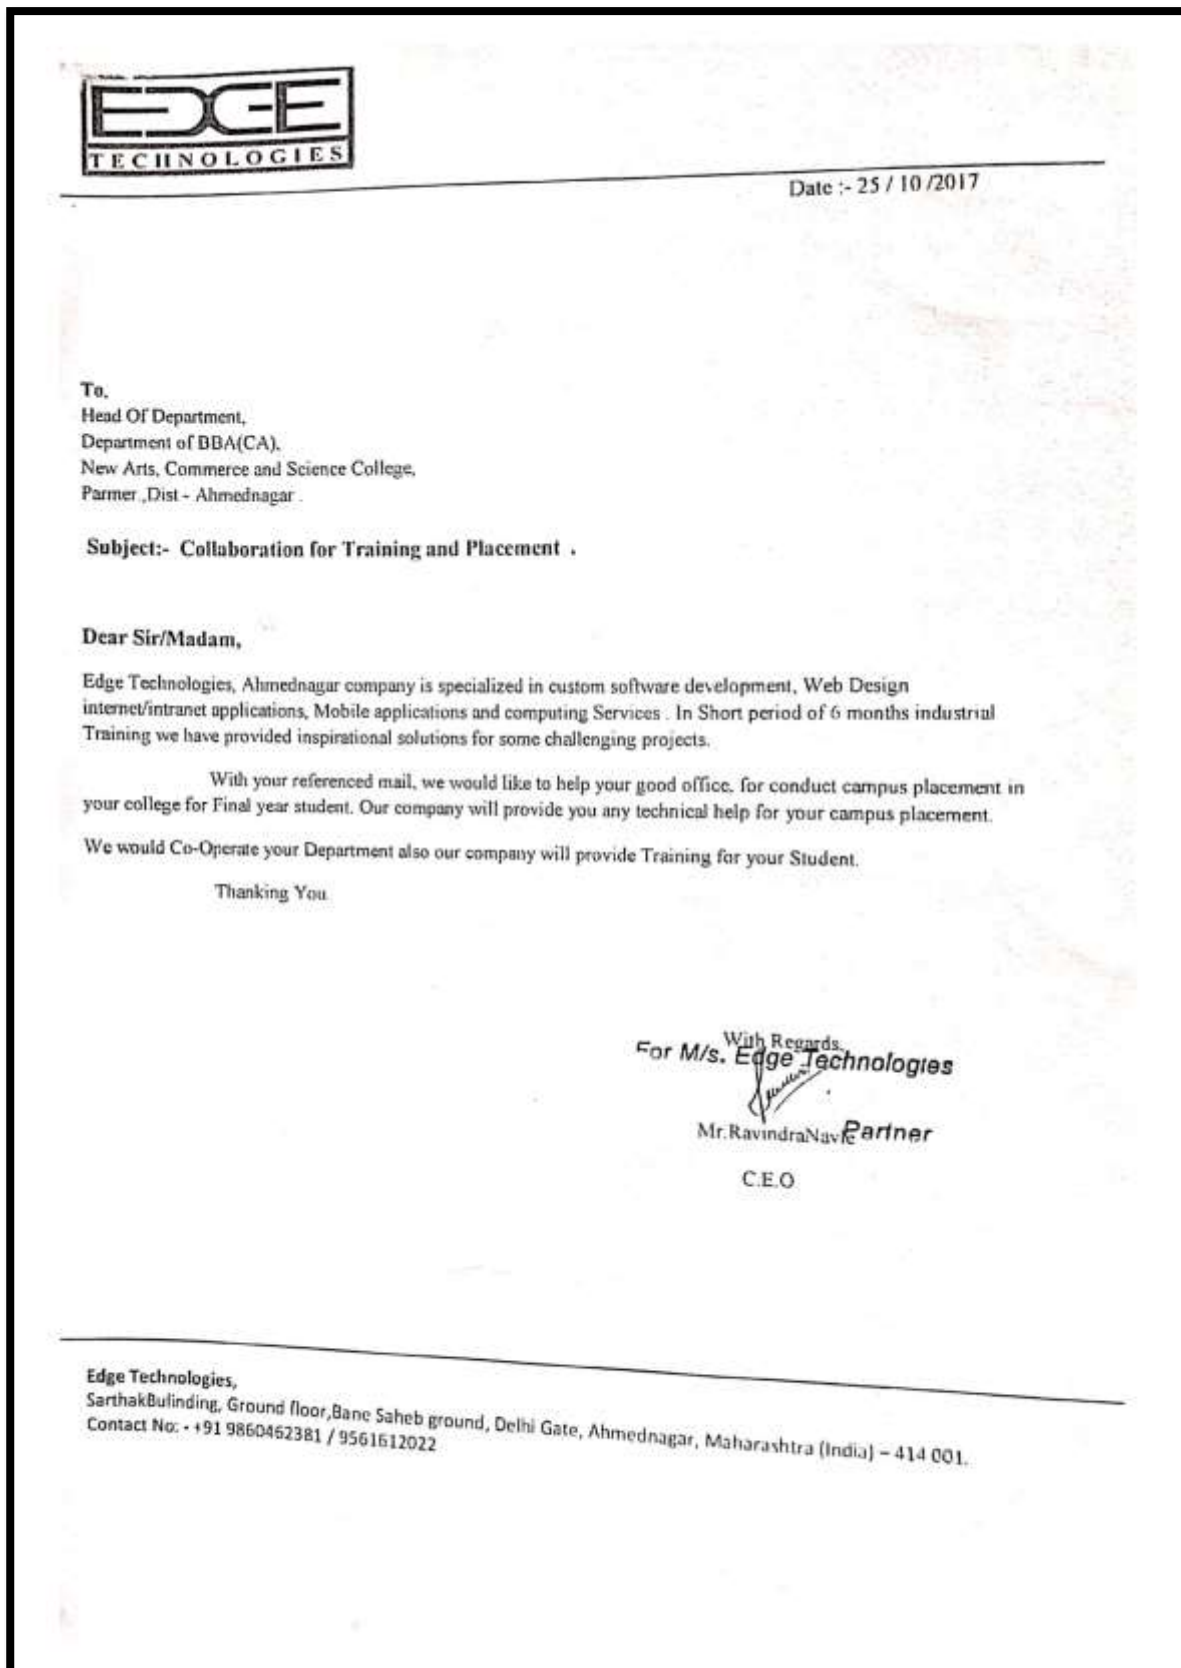 EDGE
TECHNOLOGIES
Date :- 25 / 10 /2017
To,
Head Of Department,
Department of BBA(CA),
New Arts, Commerce and Science College,
Parner ,Dist - Ahmednagar .
Subject:- Collaboration for Training and Placement .
Dear Sir/Madam,
Edge Technologies, Ahmednagar company is specialized in custom software development, Web Design
internet/intranet applications, Mobile applications and computing Services . In Short period of 6 months industrial
Training we have provided inspirational solutions for some challenging projects.
With your referenced mail, we would like to help your good office, for conduct campus placement in
your college for Final year student. Our company will provide you any technical help for your campus placement.
We would Co-Operate your Department also our company will provide Training for your Student.
Thanking You
With Regards,
For M/s. Edge Technologies
Mr.Ravindra Partner
C.E.O
Edge Technologies,
SarthakBulinding, Ground floor,Bane Saheb ground, Delhi Gate, Ahmednagar, Maharashtra (India) – 414 001.
Contact No: - +91 9860462381 / 9561612022